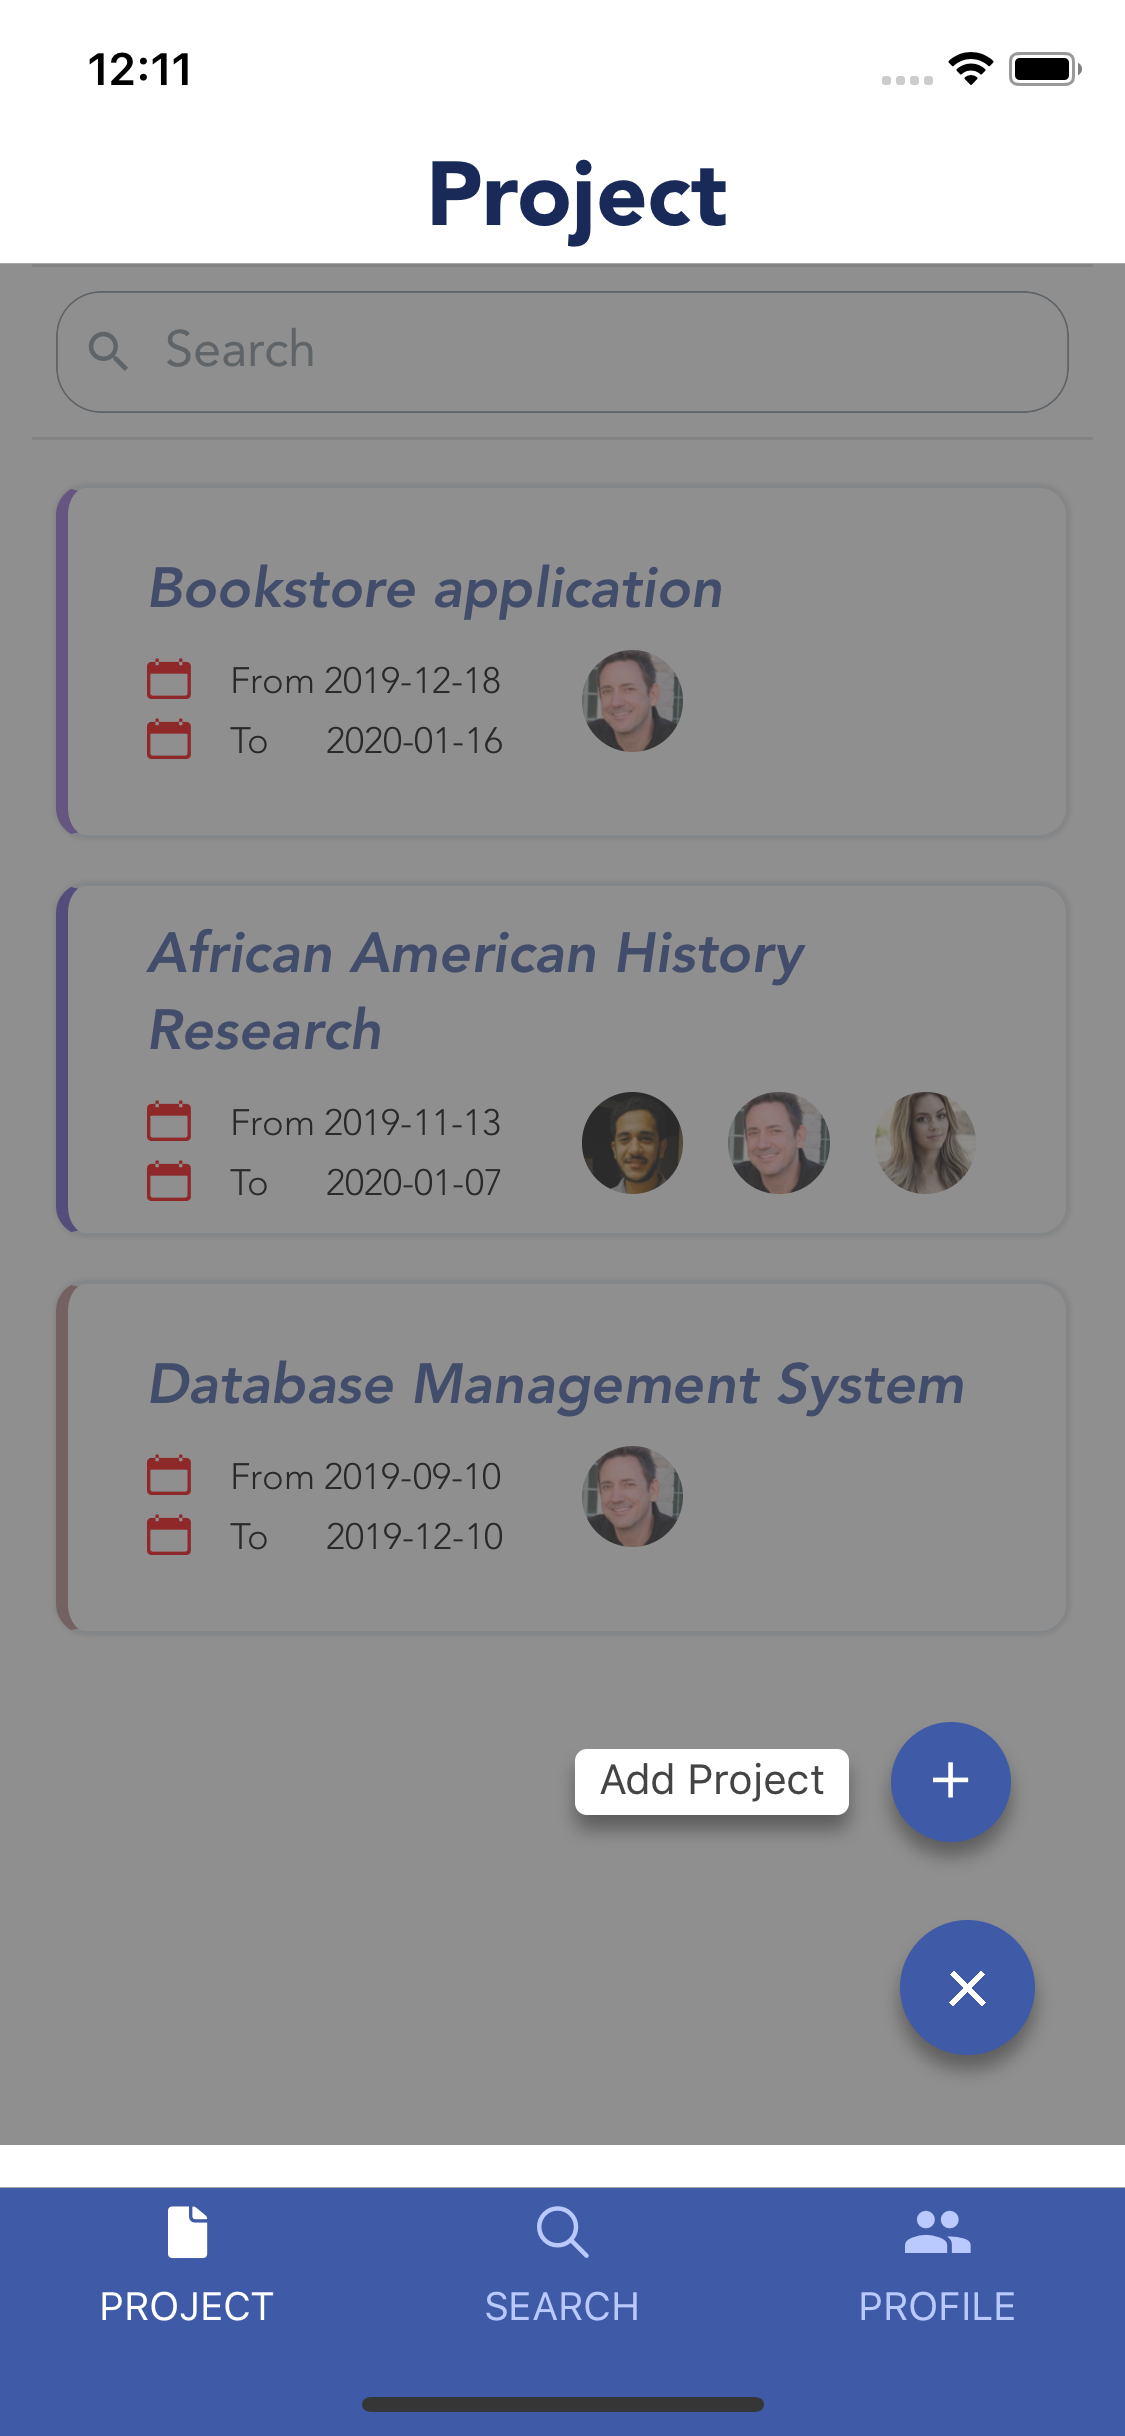 12:11
Project
Search
Bookstore application
From 2019-12-18
To 2020-01-16
African American History
Research
From 2019-11-13
To 2020-01-07
Database Management System
From 2019-09-10
To 2019-12-10
Add Project
PROJECT SEARCH PROFILE